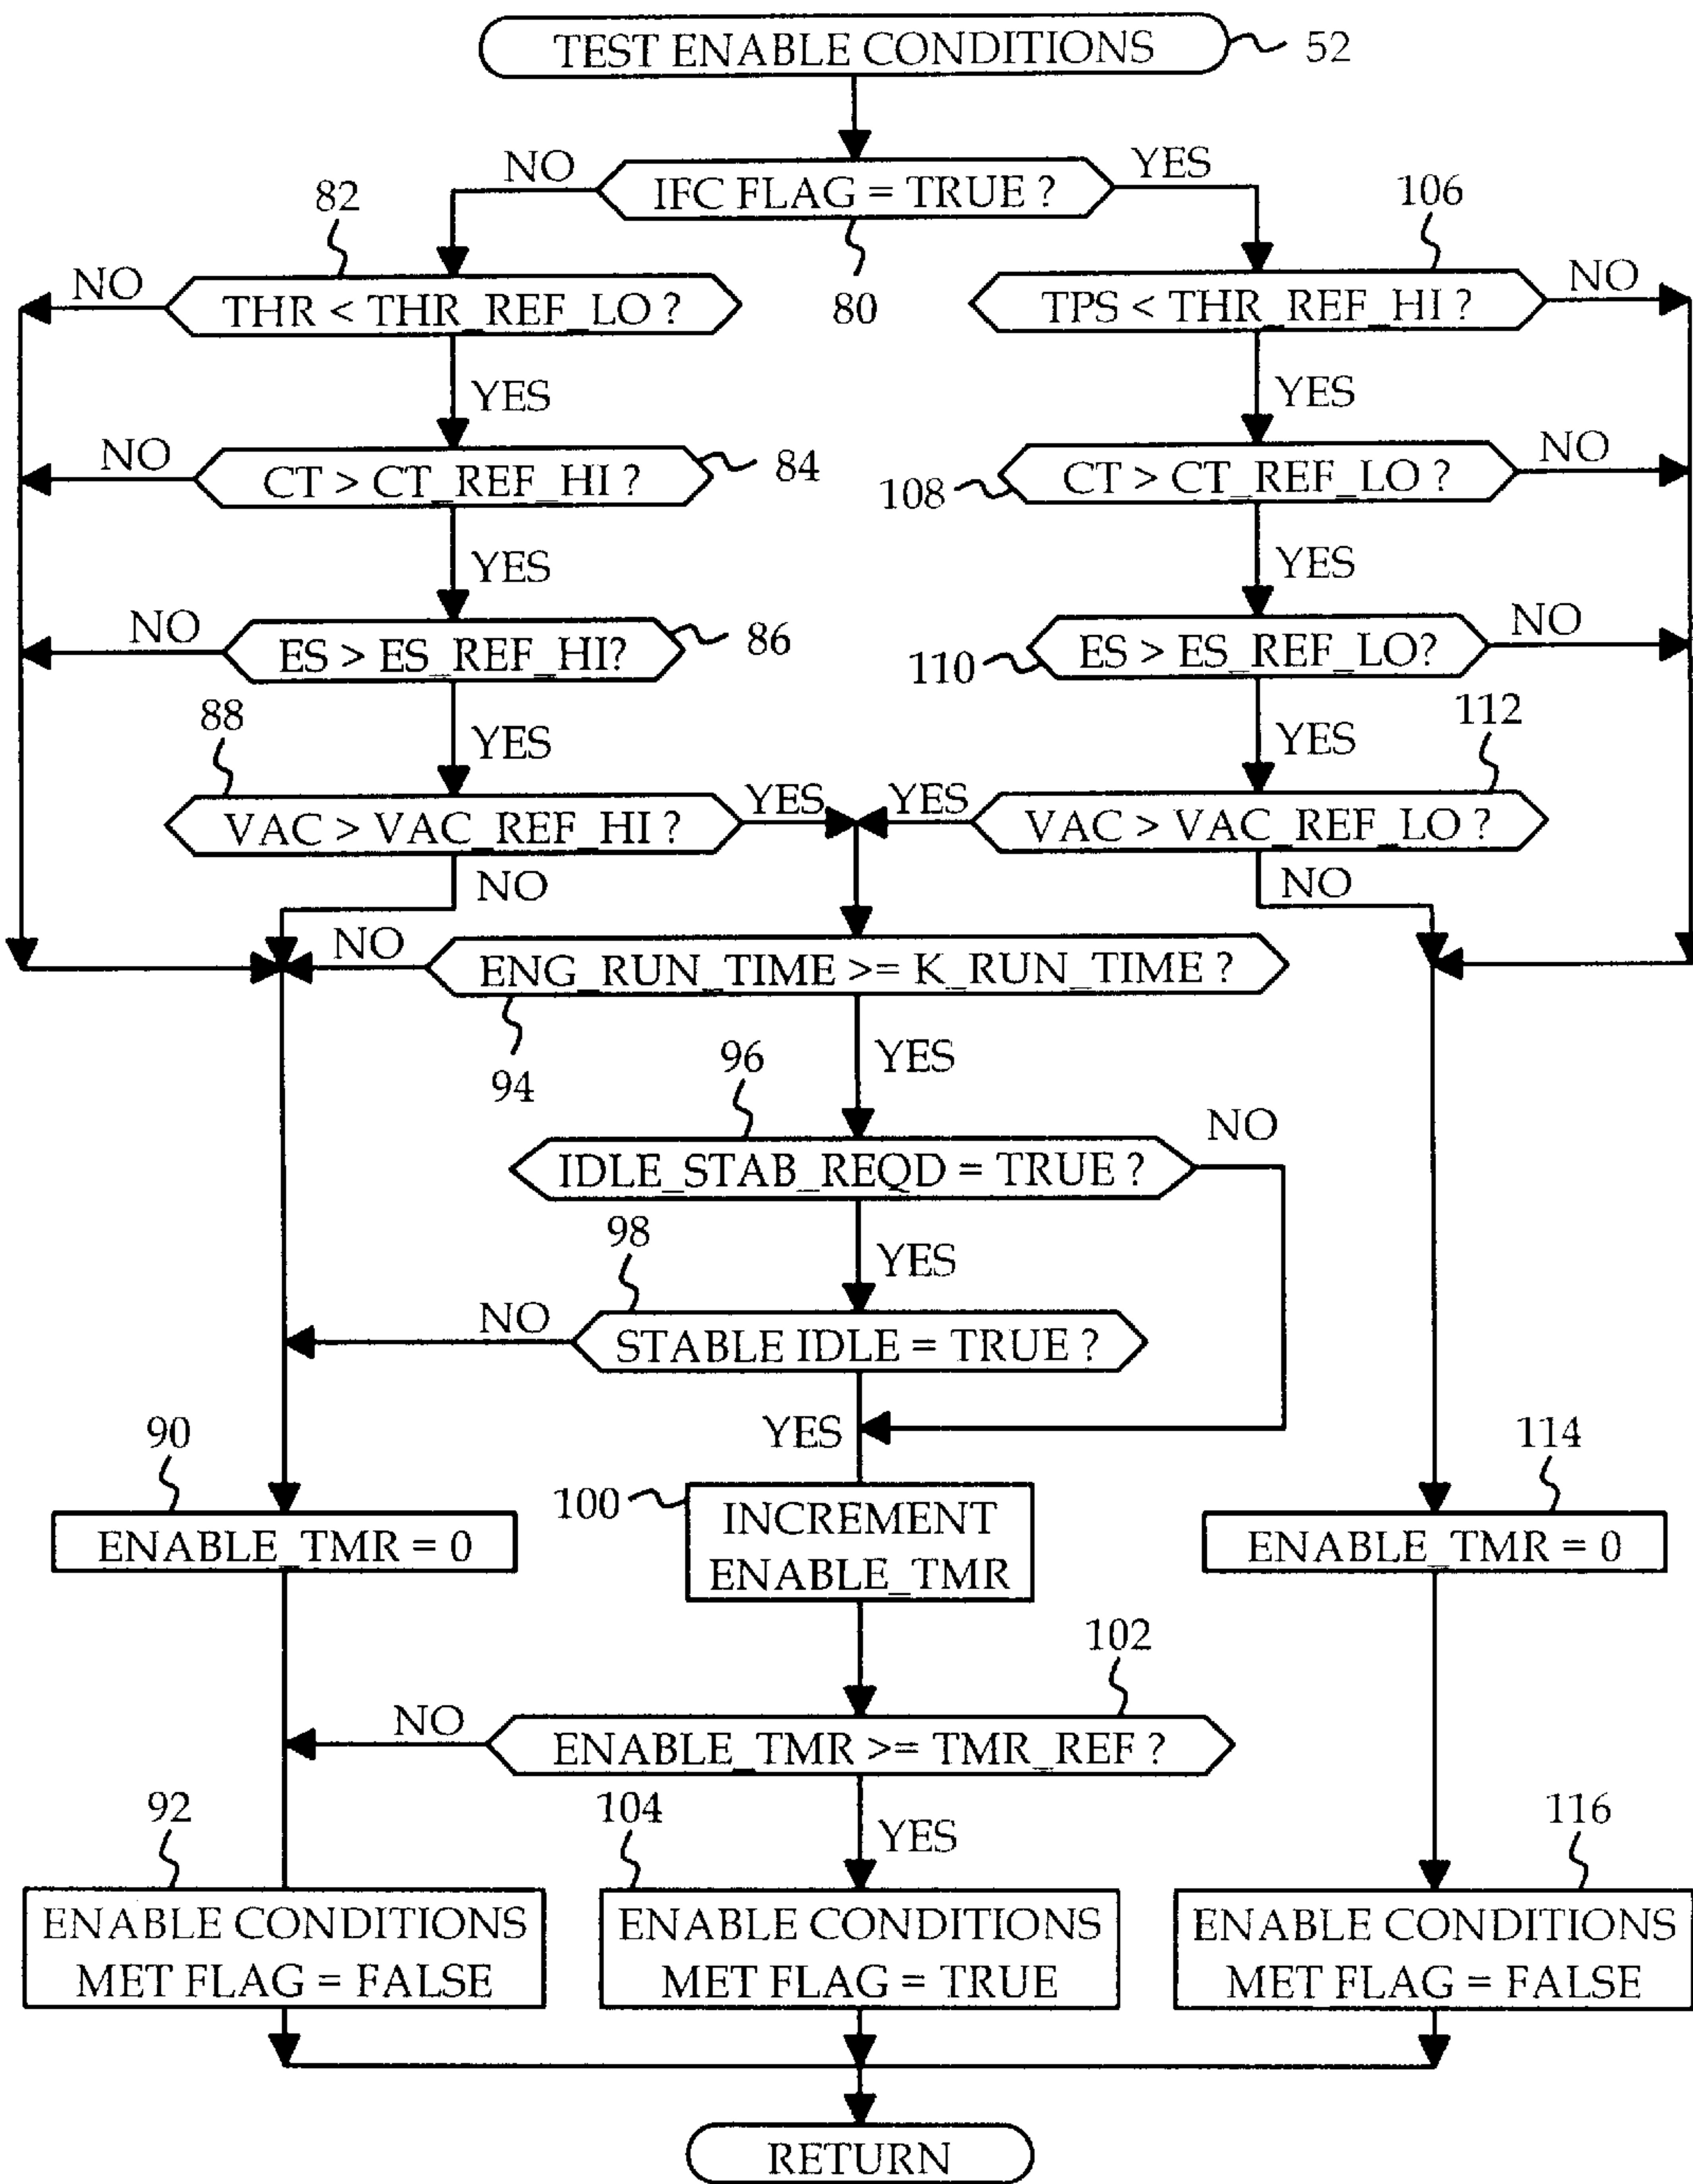 TEST ENABLE CONDITIONS
52
NO
IFC FLAG = TRUE ?
YES
80
82
106
NO
THR < THR_REF_LO ?
TPS < THR_REF_HI ?
NO
YES
YES
NO
CT > CT_REF_HI ?
84
108
CT > CT_REF_LO ?
NO
YES
YES
NO
ES > ES_REF_HI?
86
110
ES > ES_REF_LO?
NO
88
YES
YES
112
VAC > VAC_REF_HI ?
YES
YES
VAC > VAC_REF_LO ?
NO
NO
NO
ENG_RUN_TIME >= K_RUN_TIME ?
94
YES
96
IDLE_STAB_REQD = TRUE ?
NO
98
YES
NO
STABLE IDLE = TRUE ?
YES
90
ENABLE_TMR = 0
100
INCREMENT
ENABLE_TMR
114
ENABLE_TMR = 0
102
NO
ENABLE_TMR >= TMR_REF ?
92
104
YES
116
ENABLE CONDITIONS
MET FLAG = FALSE
ENABLE CONDITIONS
MET FLAG = TRUE
ENABLE CONDITIONS
MET FLAG = FALSE
RETURN